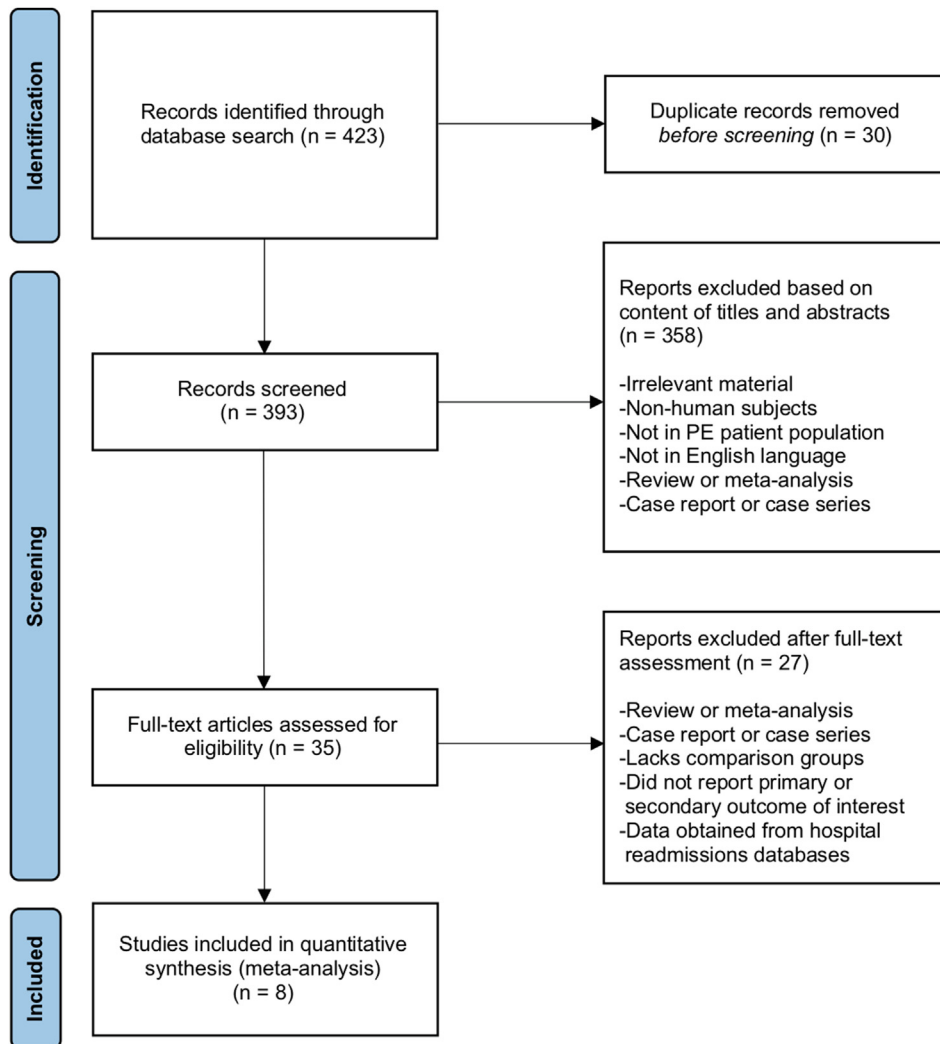 Identification
Records identified through
database search (n = 423)
Duplicate records removed
before screening (n = 30)
Screening
Records screened
(n = 393)
Reports excluded based on
content of titles and abstracts
(n = 358)
-Irrelevant material
-Non-human subjects
-Not in PE patient population
-Not in English language
-Review or meta-analysis
-Case report or case series
Full-text articles assessed for
eligibility (n = 35)
Reports excluded after full-text
assessment (n = 27)
-Review or meta-analysis
-Case report or case series
-Lacks comparison groups
-Did not report primary or
secondary outcome of interest
-Data obtained from hospital
readmissions databases
Included
Studies included in quantitative
synthesis (meta-analysis)
(n = 8)